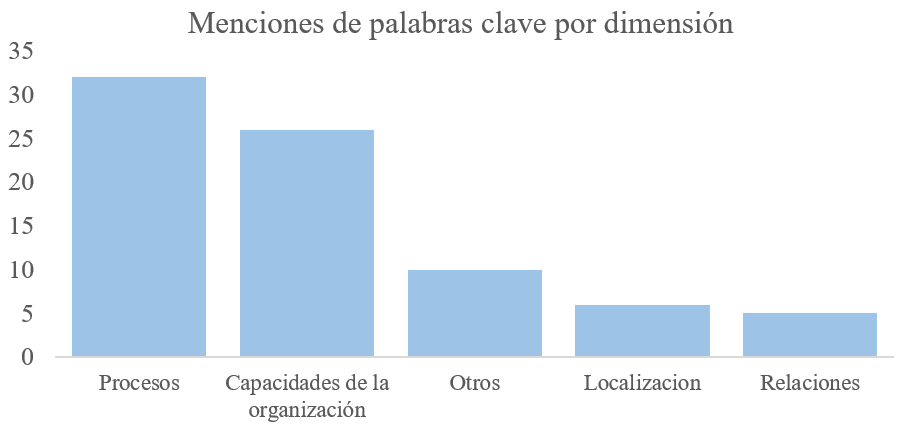 Menciones de palabras clave por dimensión
35
30
25
20
15
10
5
0
Procesos
Capacidades de la
organización
Otros
Localizacion
Relaciones